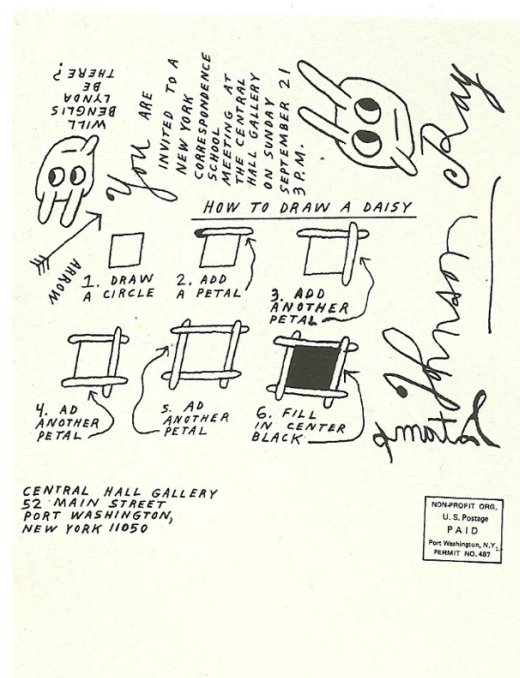 WILL
BENGLIS
LYNDA
BE
THERE?
You ARE
INVITED TO A
NEW YORK
CORRESPONDENCE
SCHOOL
MEETING AT
THE CENTRAL
HALL GALLERY
ON SUNDAY
SEPTEMBER 21
3 P.M.
Ray
Johnson
ARROW
HOW TO DRAW A DAISY
1. DRAW
A CIRCLE
2. ADD
A PETAL
3. ADD
ANOTHER
PETAL
4. AD
ANOTHER
PETAL
5. AD
ANOTHER
PETAL
6. FILL
IN CENTER
BLACK
CENTRAL HALL GALLERY
52 MAIN STREET
PORT WASHINGTON,
NEW YORK 11050
NON-PROFIT ORG.
U.S. Postage
PAID
Port Washington, N.Y.
PERMIT NO. 487